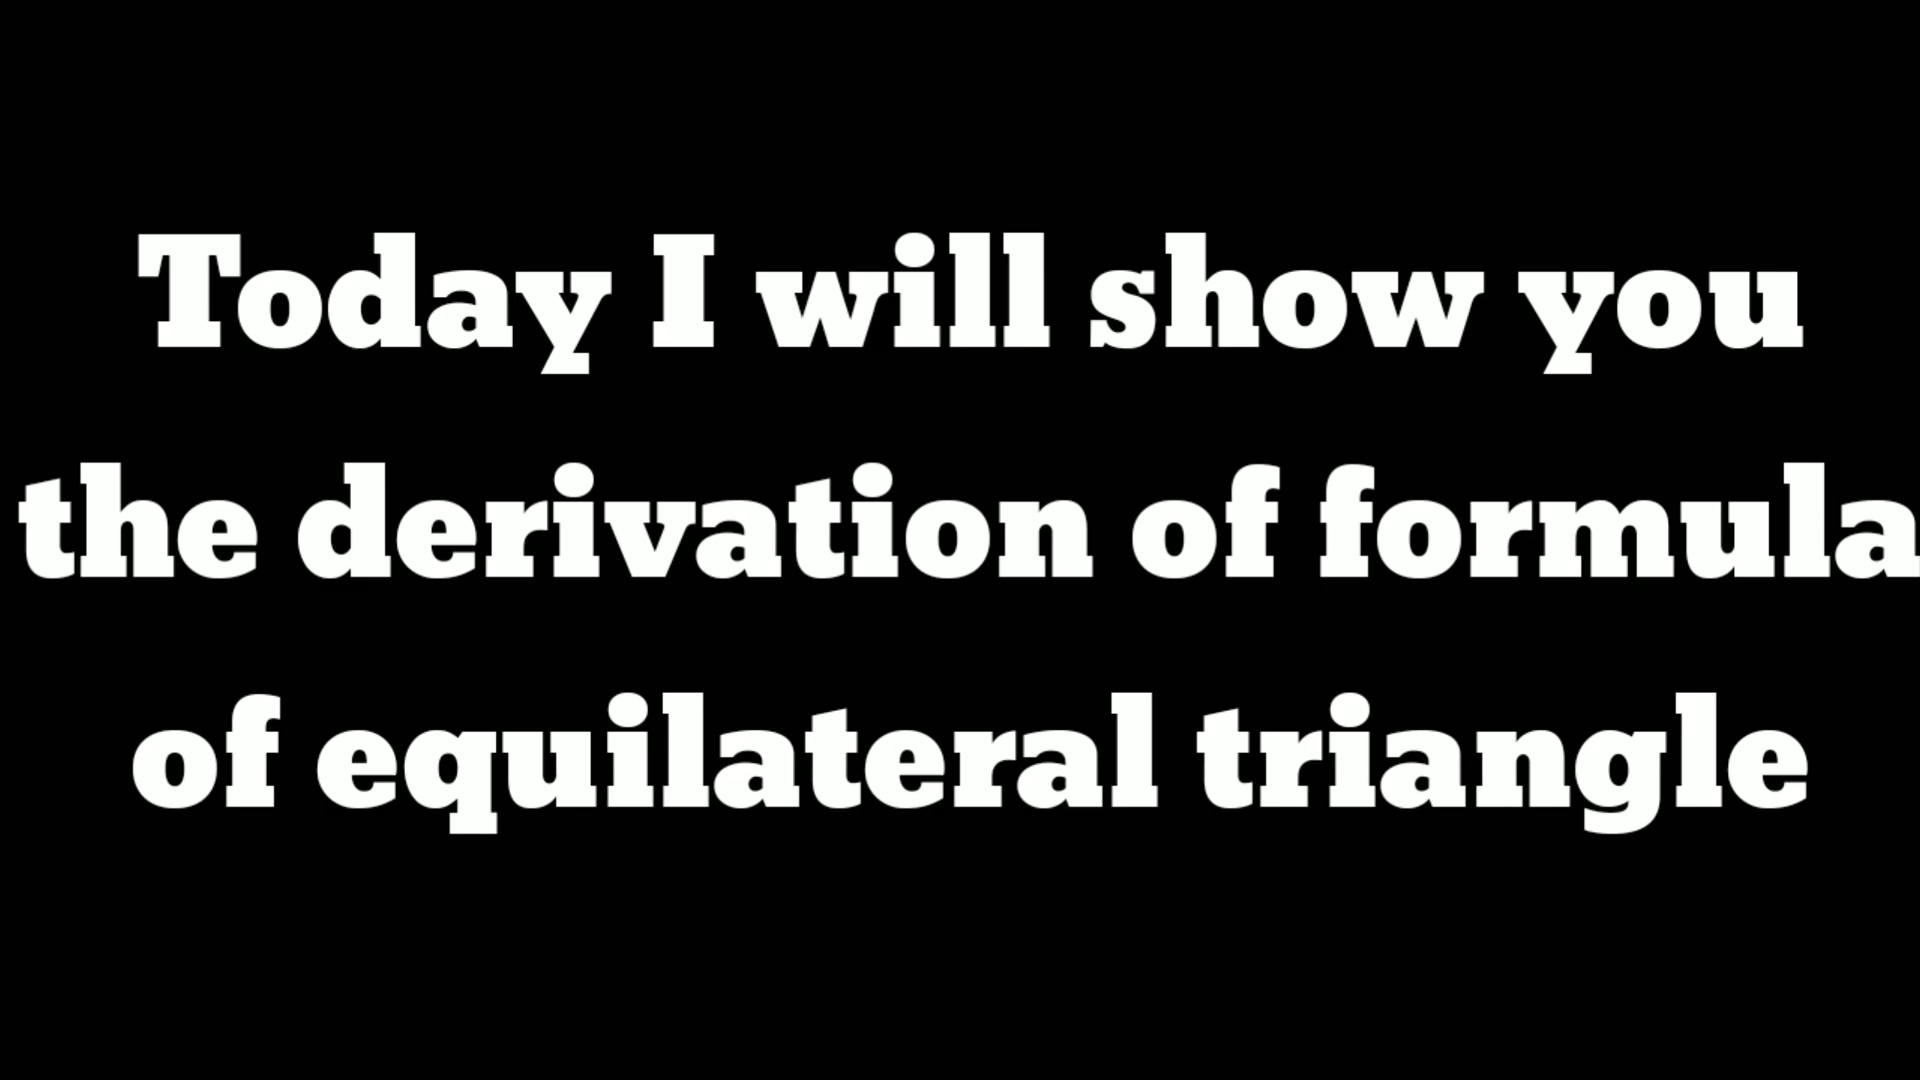 Today I will show you
the derivation of formula
of equilateral triangle